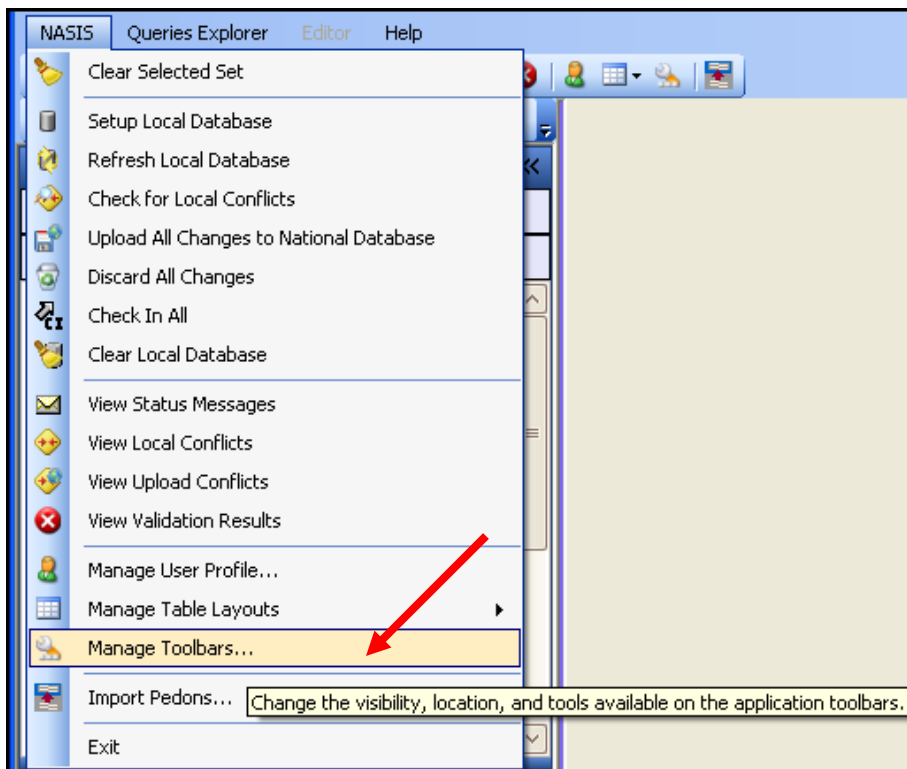 NASIS Queries Explorer Editor Help
Clear Selected Set
Setup Local Database
Refresh Local Database
Check for Local Conflicts
Upload All Changes to National Database
Discard All Changes
CI
Check In All
Clear Local Database
View Status Messages
View Local Conflicts
View Upload Conflicts
View Validation Results
Manage User Profile...
Manage Table Layouts
Manage Toolbars...
Import Pedons...
Change the visibility, location, and tools available on the application toolbars.
Exit